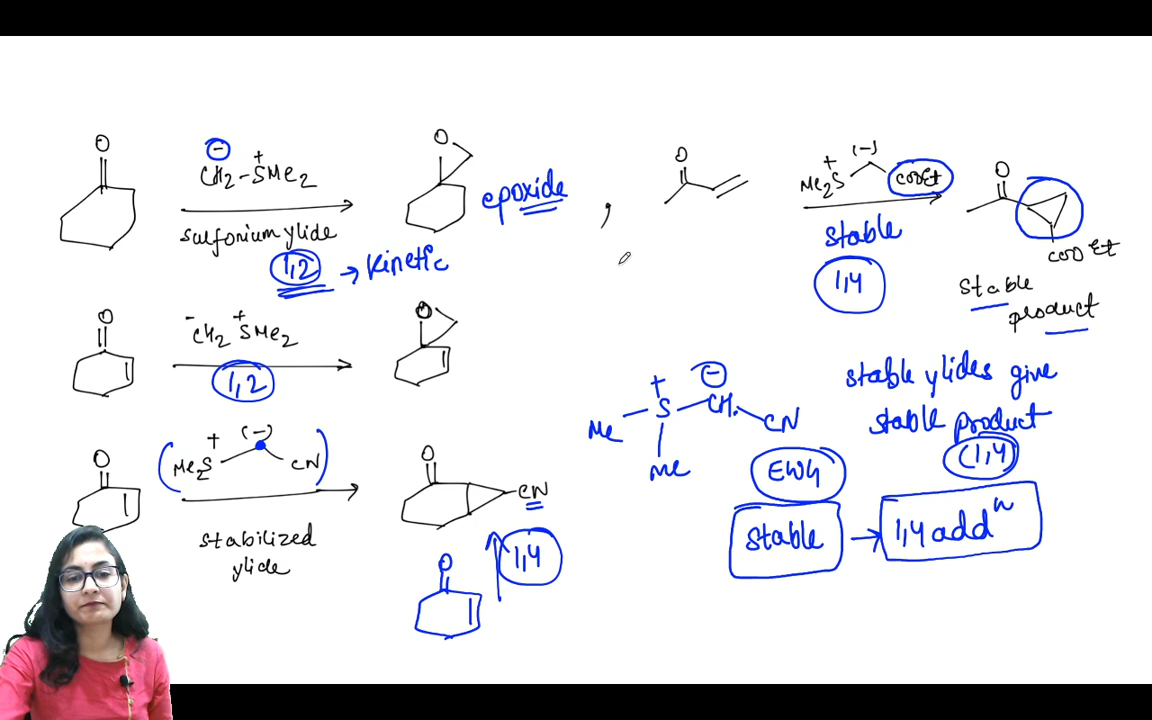 O
(-)
CH2-S+Me2
sulfonium ylide
1,2 → kinetic
O
epoxide ,
O
Me2S+ (-) COOEt
stable
1,4
O
COOEt
stable
product
O
-CH2 S+Me2
1,2
O
O
Me2S+ (-) CN
stabilized
ylide
O
CN
1,4
O
Me S+ (-) CH. CN
Me
EWG
stable → 1,4 addn
stable ylides give
stable product
(1,4)